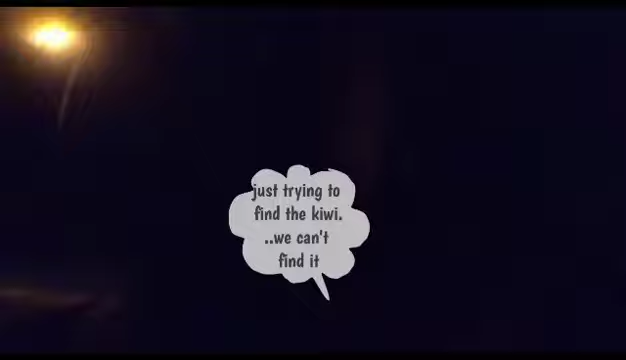 just trying to
find the kiwi.
..we can't
find it